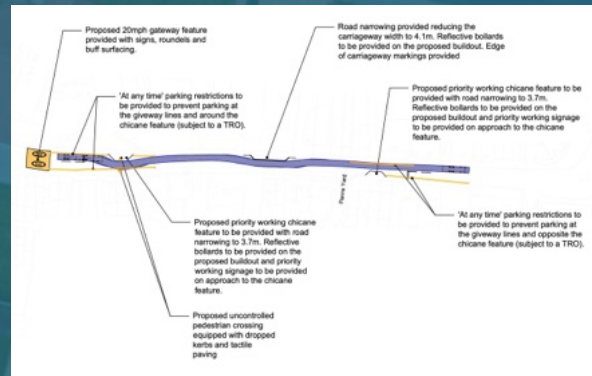 Proposed 20mph gateway feature
provided with signs, roundels and
buff surfacing.
'At any time' parking restrictions to
be provided to prevent parking at
the giveway lines and around the
chicane feature (subject to a TRO).
Road narrowing provided reducing the
carriageway width to 4.1m. Reflective bollards
to be provided on the proposed buildout. Edge
of carriageway markings provided
Proposed priority working chicane feature to be
provided with road narrowing to 3.7m.
Reflective bollards to be provided on the
proposed buildout and priority working signage
to be provided on approach to the chicane
feature.
Proposed priority working chicane
feature to be provided with road
narrowing to 3.7m. Reflective
bollards to be provided on the
proposed buildout and priority
working signage to be provided
on approach to the chicane
feature.
'At any time' parking restrictions to
be provided to prevent parking at
the giveway lines and opposite the
chicane feature (subject to a TRO).
Proposed uncontrolled
pedestrian crossing
equipped with dropped
kerbs and tactile
paving